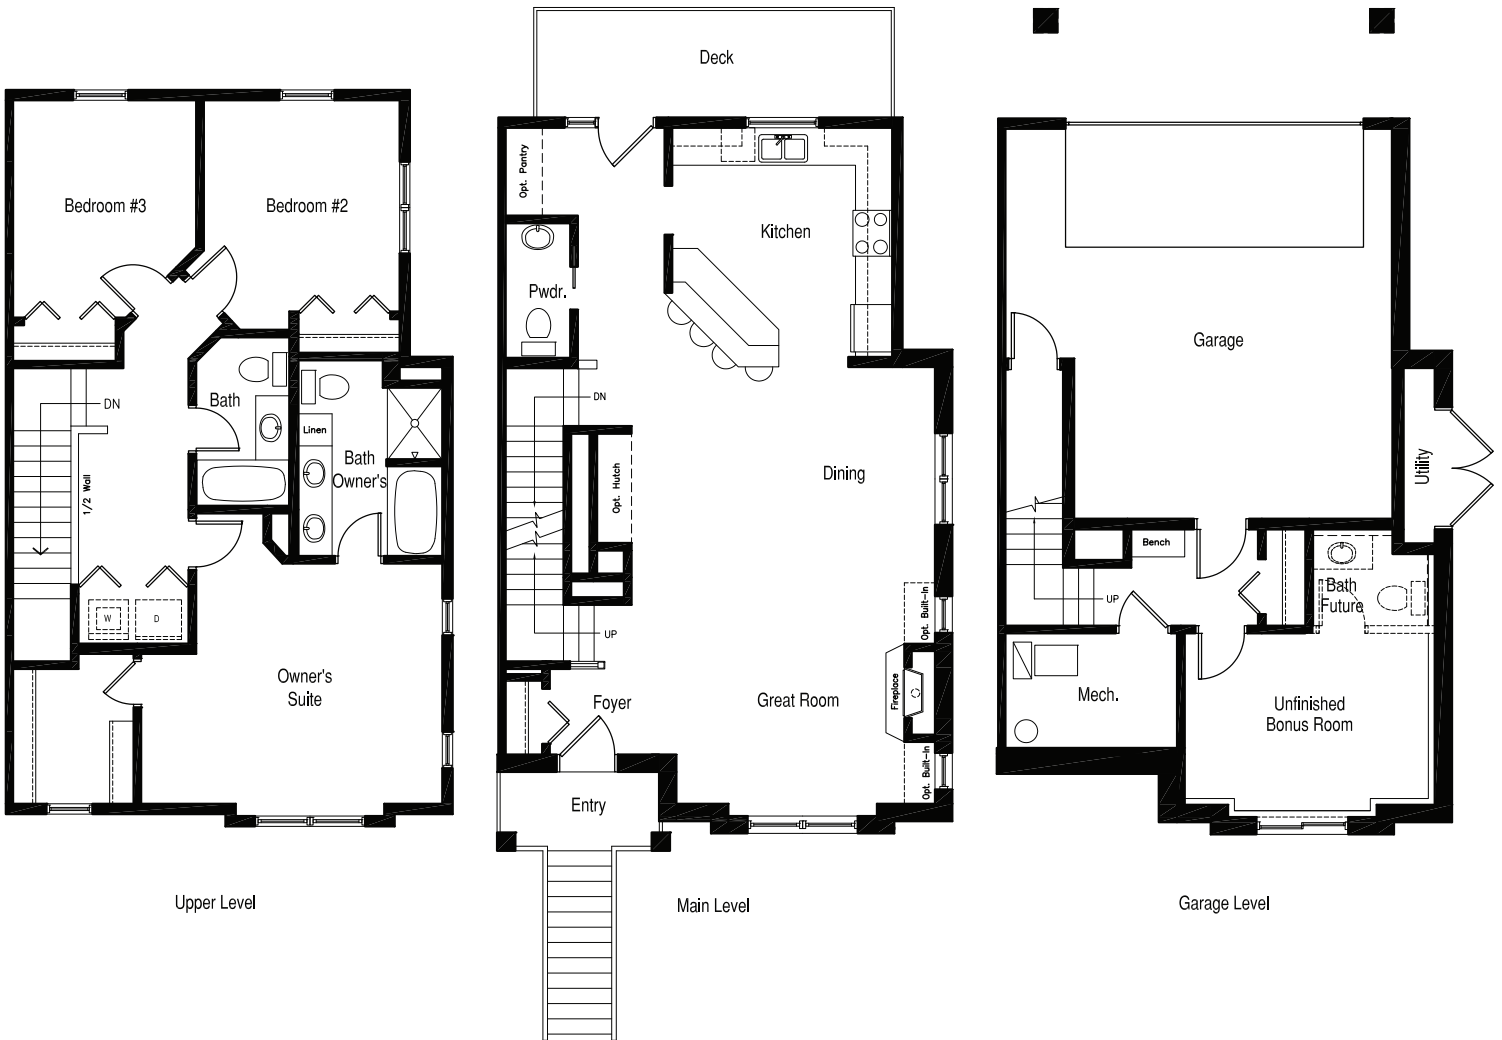 Bedroom #3
Bedroom #2
DN
Bath
Linen
Bath
Owner's
1/2 Wall
W
D
Owner's
Suite
Upper Level
Deck
Opt. Pantry
Kitchen
Pwdr.
DN
Opt. Hutch
Dining
UP
Opt. Built-In
Foyer
Great Room
Fireplace
Opt. Built-In
Entry
Main Level
Garage
Utility
Bench
Bath
Future
UP
Mech.
Unfinished
Bonus Room
Garage Level